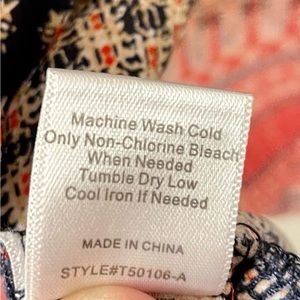 Machine Wash Cold
Only Non-Chlorine Bleach
When Needed
Tumble Dry Low
Cool Iron If Needed
MADE IN CHINA
STYLE#T50106-A